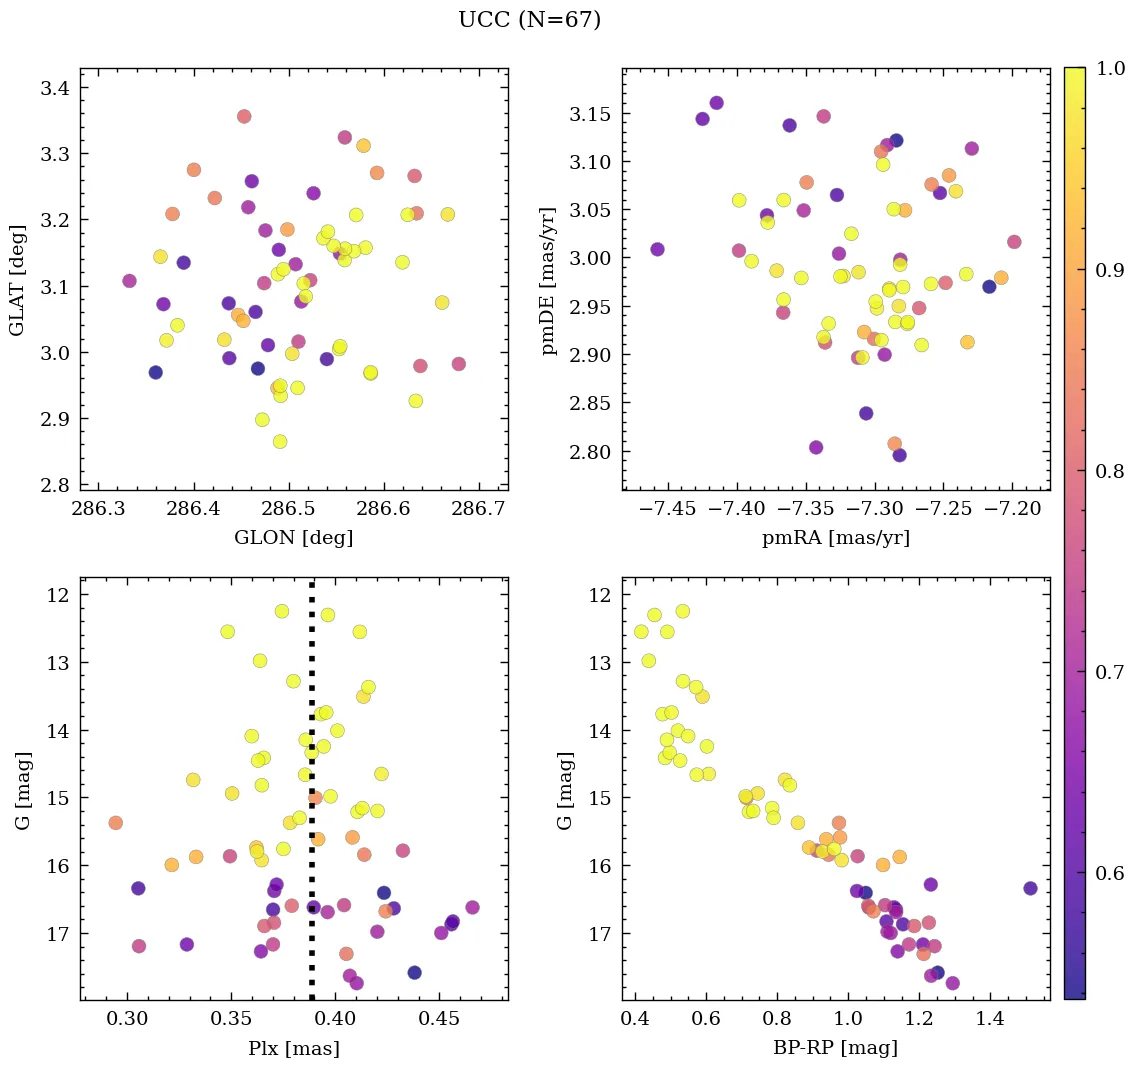 UCC (N=67)
3.4
3.3
3.2
3.1
3.0
2.9
2.8
GLAT [deg]
286.3 286.4 286.5 286.6 286.7
GLON [deg]
3.15
3.10
3.05
3.00
2.95
2.90
2.85
2.80
pmDE [mas/yr]
−7.45 −7.40 −7.35 −7.30 −7.25 −7.20
pmRA [mas/yr]
12
13
14
15
16
17
G [mag]
0.30 0.35 0.40 0.45
Plx [mas]
12
13
14
15
16
17
G [mag]
0.4 0.6 0.8 1.0 1.2 1.4
BP-RP [mag]
1.0
0.9
0.8
0.7
0.6